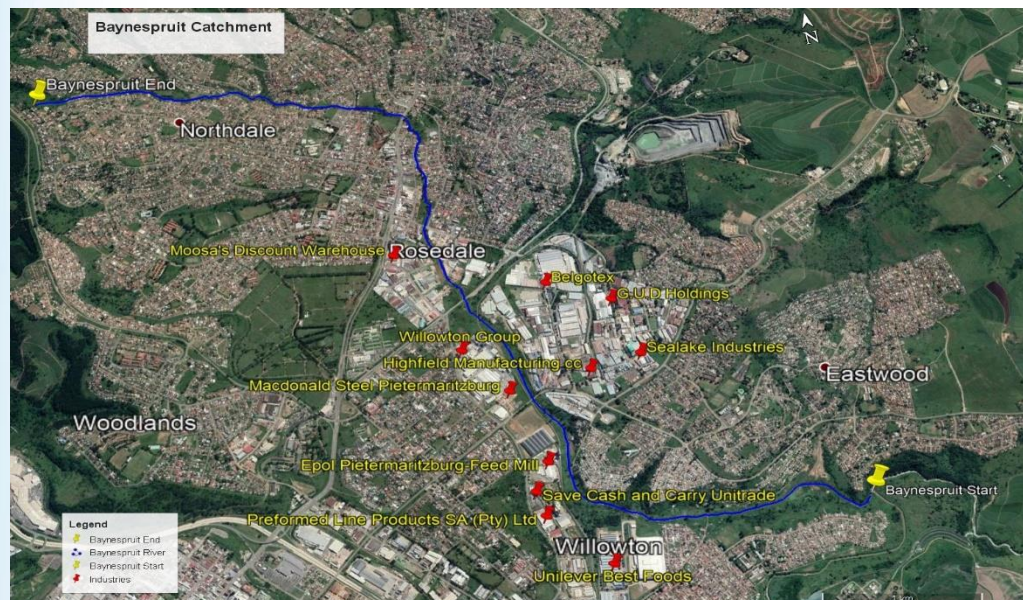 Baynespruit Catchment
N
Baynespruit End
Northdale
Moosa's Discount Warehouse
Rosedale
Belgotex
G.U.D Holdings
Willowton Group
Sealake Industries
Highfield Manufacturing cc
Macdonald Steel Pietermaritzburg
Eastwood
Woodlands
Epol Pietermaritzburg-Feed Mill
Save Cash and Carry Unitrade
Baynespruit Start
Preformed Line Products SA (Pty) Ltd
Willowton
Unilever Best Foods
Legend
Baynespruit End
Baynespruit River
Baynespruit Start
Industries
1 km